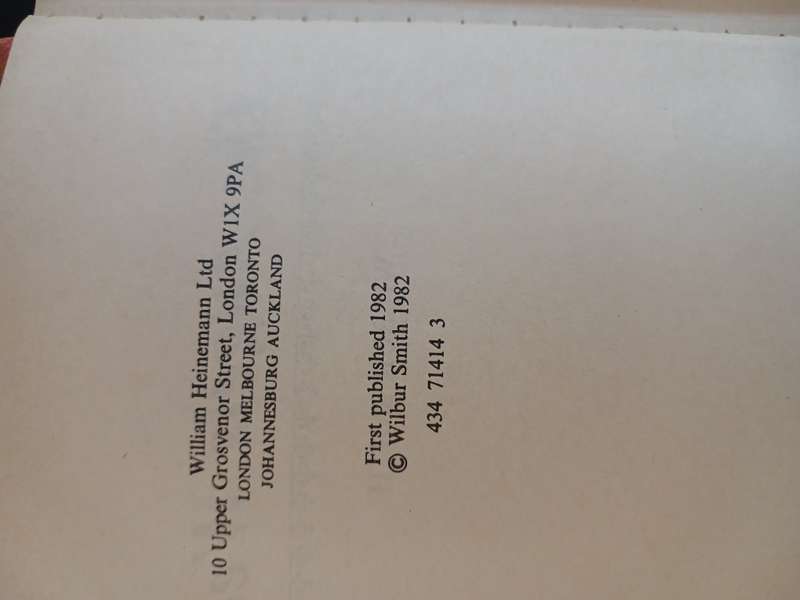 William Heinemann Ltd
10 Upper Grosvenor Street, London W1X 9PA
LONDON MELBOURNE TORONTO
JOHANNESBURG AUCKLAND
First published 1982
© Wilbur Smith 1982
434 71414 3